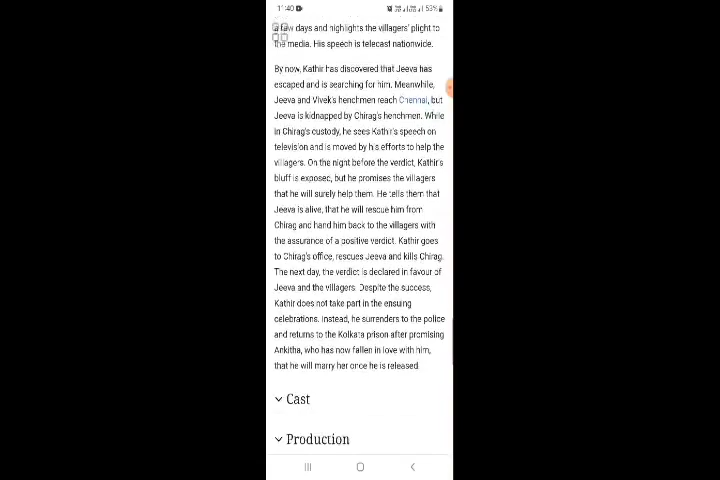 11:40
53%
a few days and highlights the villagers' plight to
the media. His speech is telecast nationwide.
By now, Kathir has discovered that Jeeva has
escaped and is searching for him. Meanwhile,
Jeeva and Vivek's henchmen reach Chennai, but
Jeeva is kidnapped by Chirag's henchmen. While
in Chirag's custody, he sees Kathir's speech on
television and is moved by his efforts to help the
villagers. On the night before the verdict, Kathir's
bluff is exposed, but he promises the villagers
that he will surely help them. He tells them that
Jeeva is alive, that he will rescue him from
Chirag and hand him back to the villagers with
the assurance of a positive verdict. Kathir goes
to Chirag's office, rescues Jeeva and kills Chirag.
The next day, the verdict is declared in favour of
Jeeva and the villagers. Despite the success,
Kathir does not take part in the ensuing
celebrations. Instead, he surrenders to the police
and returns to the Kolkata prison after promising
Ankitha, who has now fallen in love with him,
that he will marry her once he is released.
Cast
Production